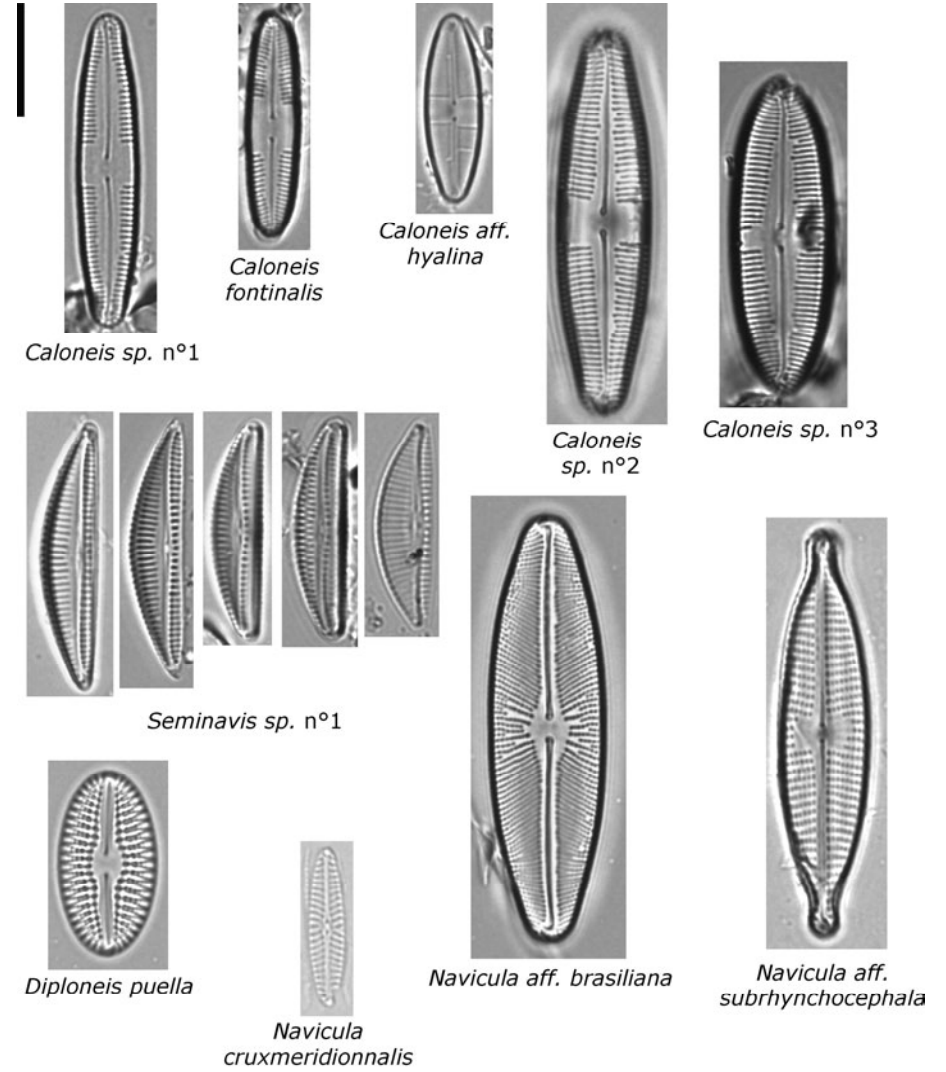 Caloneis sp. n°1
Caloneis
fontinalis
Caloneis aff.
hyalina
Caloneis
sp. n°2
Caloneis sp. n°3
Seminavis sp. n°1
Diploneis puella
Navicula
cruxmeridionnalis
Navicula aff. brasiliana
Navicula aff.
subrhynchocephala